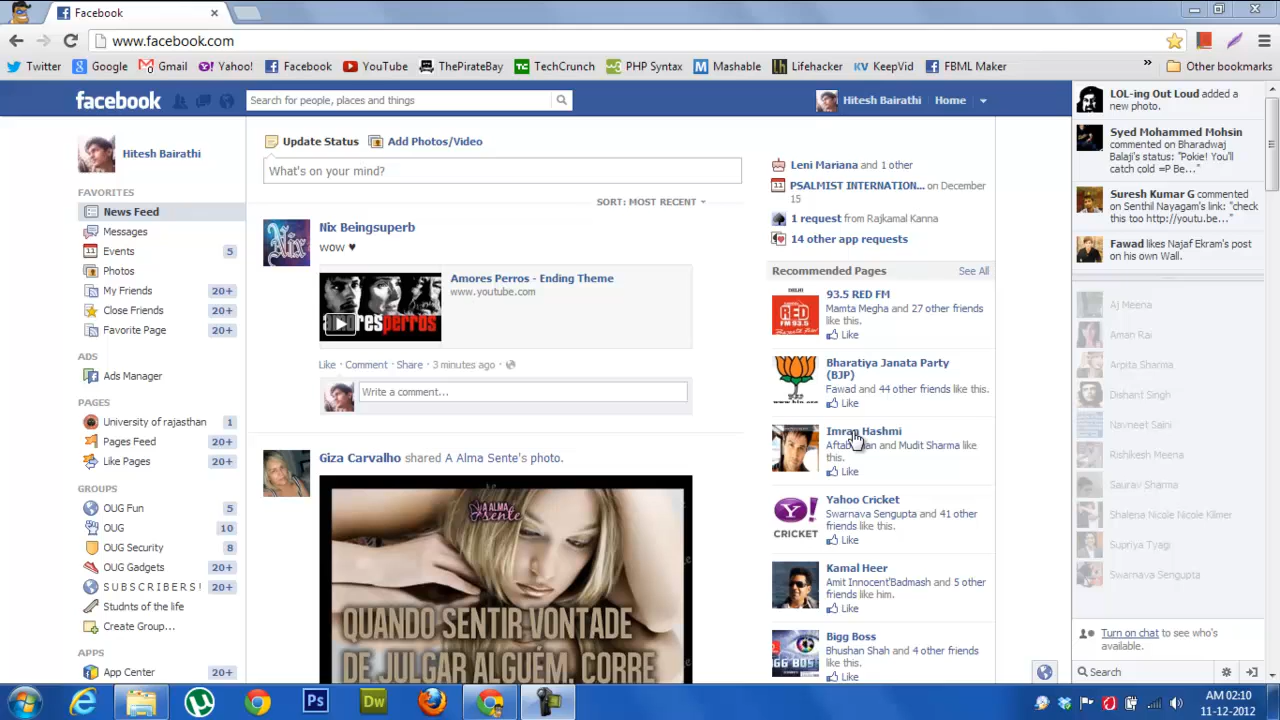 Facebook
www.facebook.com
Twitter
Google
Gmail
Yahoo!
Facebook
YouTube
ThePirateBay
TechCrunch
PHP Syntax
Mashable
Lifehacker
KeepVid
FBML Maker
»
Other bookmarks
facebook
Search for people, places and things
Hitesh Bairathi
Home
Hitesh Bairathi
FAVORITES
News Feed
Messages
Events 5
Photos
My Friends 20+
Close Friends 20+
Favorite Page 20+
ADS
Ads Manager
PAGES
University of rajasthan 1
Pages Feed 20+
Like Pages 20+
GROUPS
OUG Fun 5
OUG 10
OUG Security 8
OUG Gadgets 20+
S U B S C R I B E R S ! 20+
Studnts of the life
Create Group...
APPS
App Center 20+
Update Status
Add Photos/Video
What's on your mind?
SORT: MOST RECENT
Nix Beingsuperb
wow ♥
Nix
resperros
Amores Perros - Ending Theme
www.youtube.com
Like · Comment · Share · 3 minutes ago ·
Write a comment...
Giza Carvalho shared A Alma Sente's photo.
A ALMA
sente
QUANDO SENTIR VONTADE
DE JULGAR ALGUÉM, CORRE
Leni Mariana and 1 other
11 PSALMIST INTERNATION... on December
15
1 request from Rajkamal Kanna
14 other app requests
Recommended Pages See All
RED
FM 93.5
93.5 RED FM
Mamta Megha and 27 other friends
like this.
Like
Bharatiya Janata Party
(BJP)
Fawad and 44 other friends like this.
Like
Imran Hashmi
and Mudit Sharma like
this.
Like
Y!
CRICKET
Yahoo Cricket
Swarnava Sengupta and 41 other
friends like this.
Like
Kamal Heer
Amit Innocent'Badmash and 5 other
friends like him.
Like
BIGG BOSS
Bigg Boss
Bhushan Shah and 4 other friends
like this.
Like
LOL-ing Out Loud added a
new photo.
Syed Mohammed Mohsin
commented on Bharadwaj
Balaji's status: "Pokie! You'll
catch cold =P Be..."
Suresh Kumar G commented
on Senthil Nayagam's link: "check
this too http://youtu.be..."
Fawad likes Najaf Ekram's post
on his own Wall.
AJ Meena
Aman Rai
Arpita Sharma
Dishant Singh
Navneet Saini
Rishikesh Meena
Saurav Sharma
Shalena Nicole Nicole Klimer
Supriya Tyagi
Swarnava Sengupta
Turn on chat to see who's
available.
Search
Ps
Dw
AM 02:10
11-12-2012